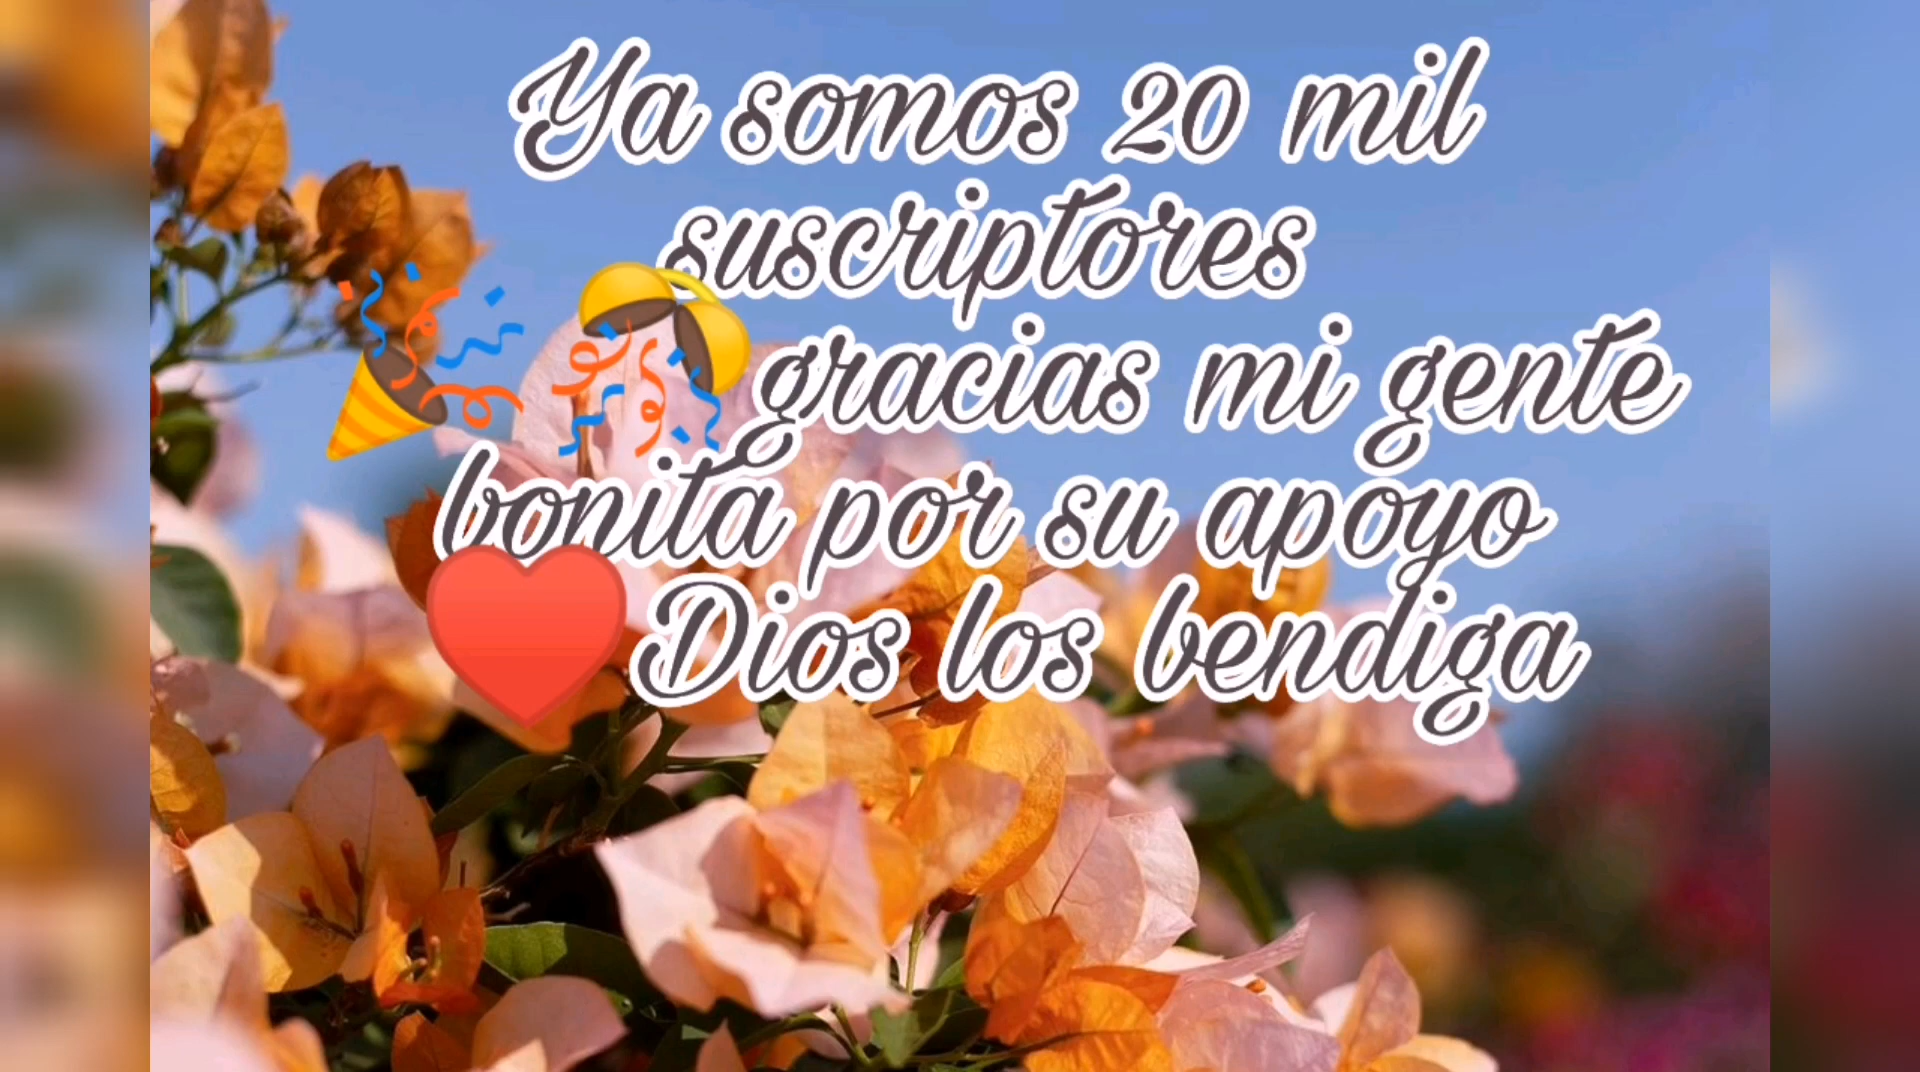 Ya somos 20 mil
suscriptores
🎉 🎊 gracias mi gente
bonita por su apoyo
❤️ Dios los bendiga